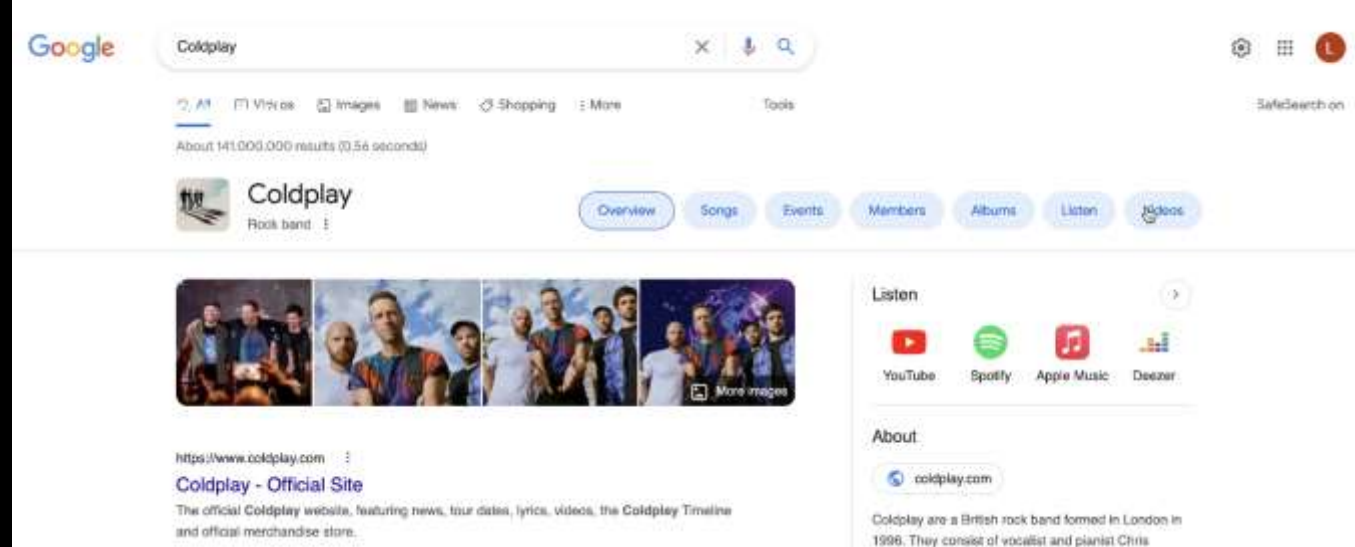 Google
Coldplay
All Videos Images News Shopping More Tools
SafeSearch on
About 141.000.000 results (0.56 seconds)
Coldplay
Rock band
Overview Songs Events Members Albums Listen Videos
More images
Listen
YouTube Spotify Apple Music Deezer
https://www.coldplay.com
Coldplay - Official Site
The official Coldplay website, featuring news, tour dates, lyrics, videos, the Coldplay Timeline
and official merchandise store.
About
coldplay.com
Coldplay are a British rock band formed in London in
1996. They consist of vocalist and pianist Chris
L